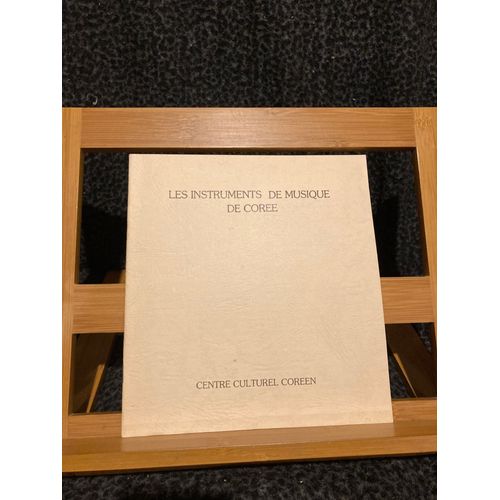 LES INSTRUMENTS DE MUSIQUE
DE COREE
CENTRE CULTUREL COREEN